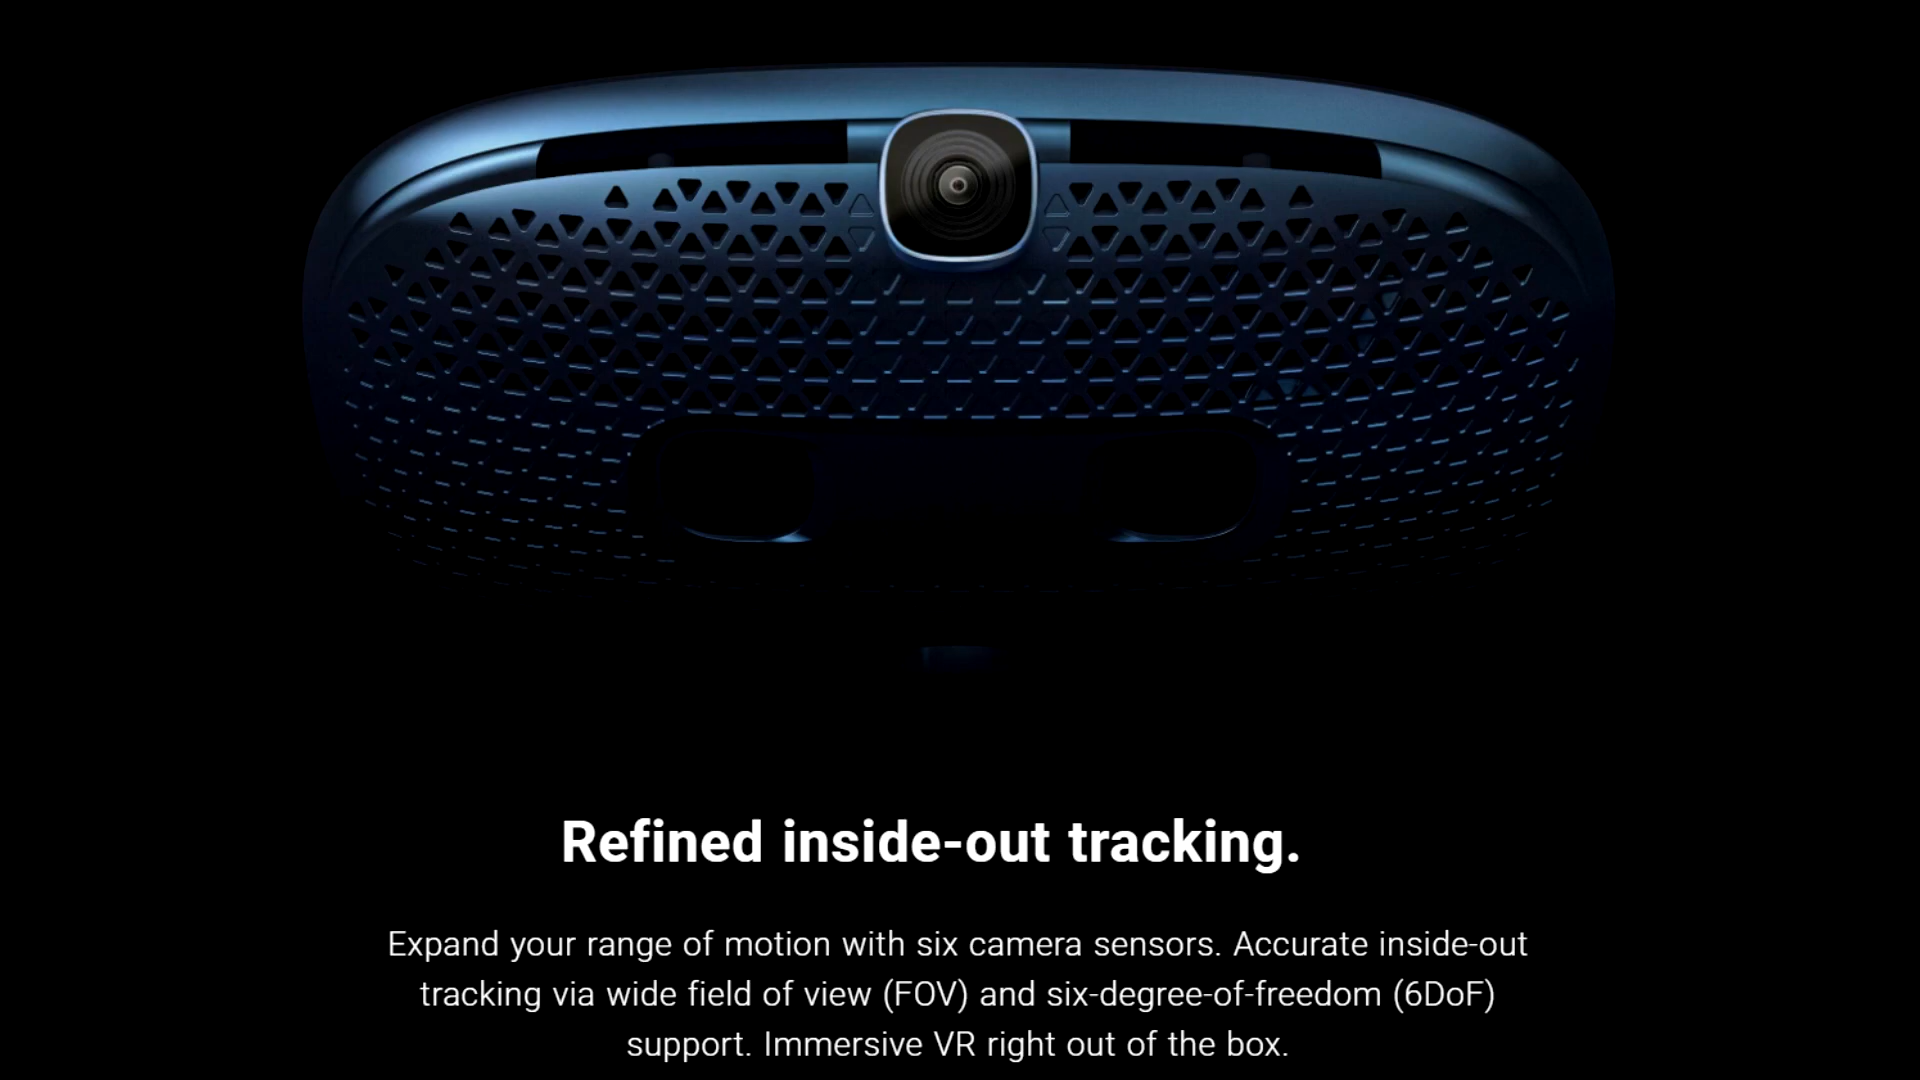 Refined inside-out tracking.
Expand your range of motion with six camera sensors. Accurate inside-out
tracking via wide field of view (FOV) and six-degree-of-freedom (6DoF)
support. Immersive VR right out of the box.